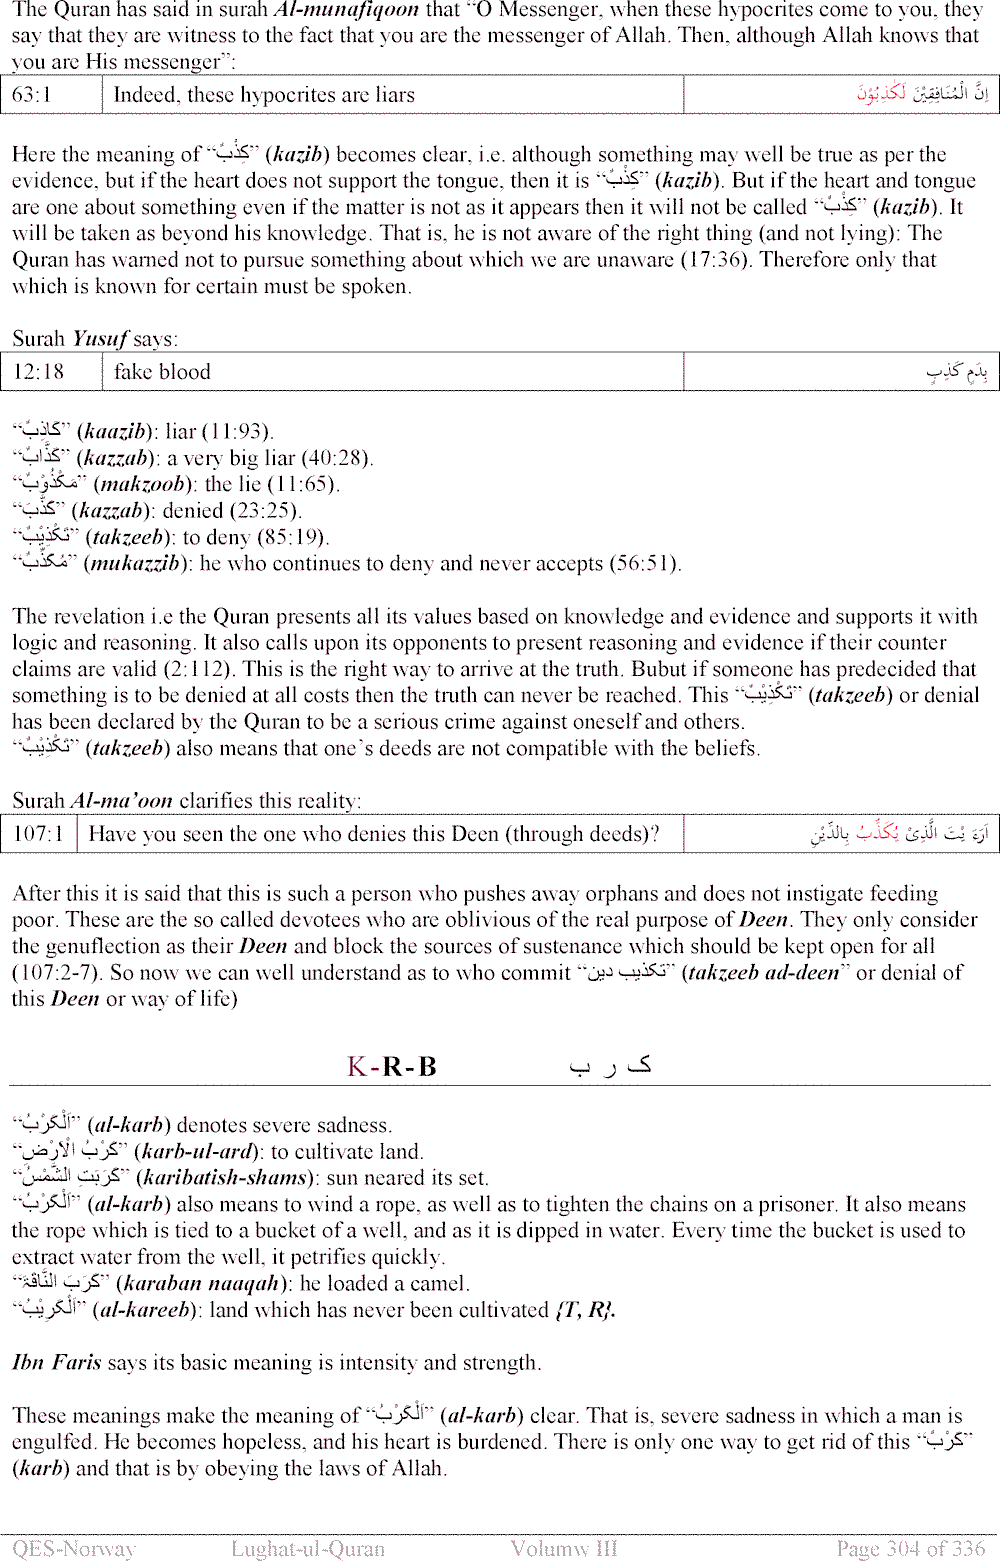 The Quran has said in surah Al-munafiqoon that “O Messenger, when these hypocrites come to you, they
say that they are witness to the fact that you are the messenger of Allah. Then, although Allah knows that
you are His messenger”:
63:1 Indeed, these hypocrites are liars اِنَّ الْمُنَافِقِيْنَ لَكٰذِبُوْنَ
Here the meaning of “كِذْبٌ” (kazib) becomes clear, i.e. although something may well be true as per the
evidence, but if the heart does not support the tongue, then it is “كِذْبٌ” (kazib). But if the heart and tongue
are one about something even if the matter is not as it appears then it will not be called “كِذْبٌ” (kazib). It
will be taken as beyond his knowledge. That is, he is not aware of the right thing (and not lying): The
Quran has warned not to pursue something about which we are unaware (17:36). Therefore only that
which is known for certain must be spoken.
Surah Yusuf says:
12:18 fake blood بِدَمٍ كَذِبٍ
“كَاذِبٌ” (kaazib): liar (11:93).
“كَذَّابٌ” (kazzab): a very big liar (40:28).
“مَكْذُوْبٌ” (makzoob): the lie (11:65).
“كَذَّبَ” (kazzab): denied (23:25).
“تَكْذِيْبٌ” (takzeeb): to deny (85:19).
“مُكَذِّبٌ” (mukazzib): he who continues to deny and never accepts (56:51).
The revelation i.e the Quran presents all its values based on knowledge and evidence and supports it with
logic and reasoning. It also calls upon its opponents to present reasoning and evidence if their counter
claims are valid (2:112). This is the right way to arrive at the truth. Bubut if someone has predecided that
something is to be denied at all costs then the truth can never be reached. This “تَكْذِيْبٌ” (takzeeb) or denial
has been declared by the Quran to be a serious crime against oneself and others.
“تَكْذِيْبٌ” (takzeeb) also means that one’s deeds are not compatible with the beliefs.
Surah Al-ma’oon clarifies this reality:
107:1 Have you seen the one who denies this Deen (through deeds)? اَرَءَ يْتَ الَّذِىْ يُكَذِّبُ بِالدِّيْنِ
After this it is said that this is such a person who pushes away orphans and does not instigate feeding
poor. These are the so called devotees who are oblivious of the real purpose of Deen. They only consider
the genuflection as their Deen and block the sources of sustenance which should be kept open for all
(107:2-7). So now we can well understand as to who commit “تكذيب دين” (takzeeb ad-deen” or denial of
this Deen or way of life)
K-R-B ک ر ب
“اَلْكَرْبُ” (al-karb) denotes severe sadness.
“كَرْبُ الْاَرْضِ” (karb-ul-ard): to cultivate land.
“كَرَبَتِ الشَّمْسُ” (karibatish-shams): sun neared its set.
“اَلْكَرْبُ” (al-karb) also means to wind a rope, as well as to tighten the chains on a prisoner. It also means
the rope which is tied to a bucket of a well, and as it is dipped in water. Every time the bucket is used to
extract water from the well, it petrifies quickly.
“كَرَبَ النَّاقَةَ” (karaban naaqah): he loaded a camel.
“اَلْكَرِيْبُ” (al-kareeb): land which has never been cultivated {T, R}.
Ibn Faris says its basic meaning is intensity and strength.
These meanings make the meaning of “اَلْكَرْبُ” (al-karb) clear. That is, severe sadness in which a man is
engulfed. He becomes hopeless, and his heart is burdened. There is only one way to get rid of this “كَرْبٌ”
(karb) and that is by obeying the laws of Allah.
QES-Norway Lughat-ul-Quran Volumw III Page 304 of 336